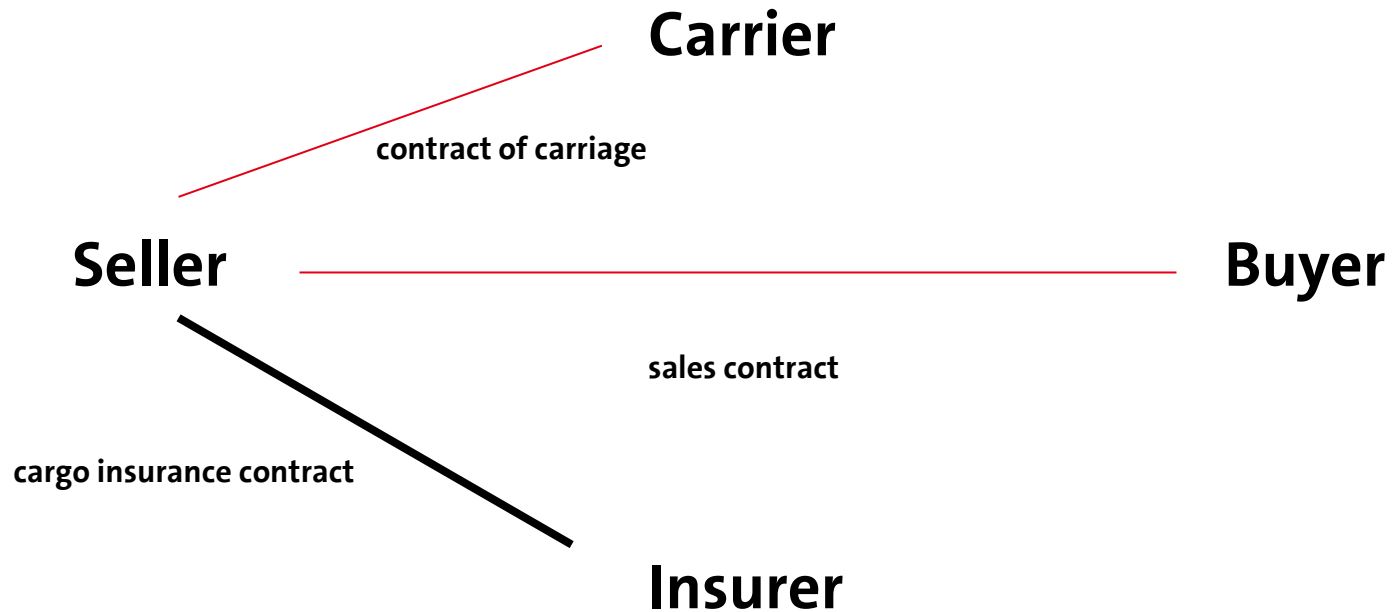 Carrier
contract of carriage
Seller
Buyer
sales contract
cargo insurance contract
Insurer